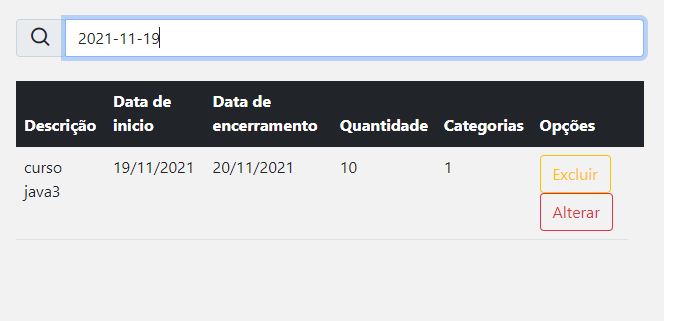 2021-11-19
Descrição Data de inicio Data de encerramento Quantidade Categorias Opções
curso java3 19/11/2021 20/11/2021 10 1 Excluir
Alterar